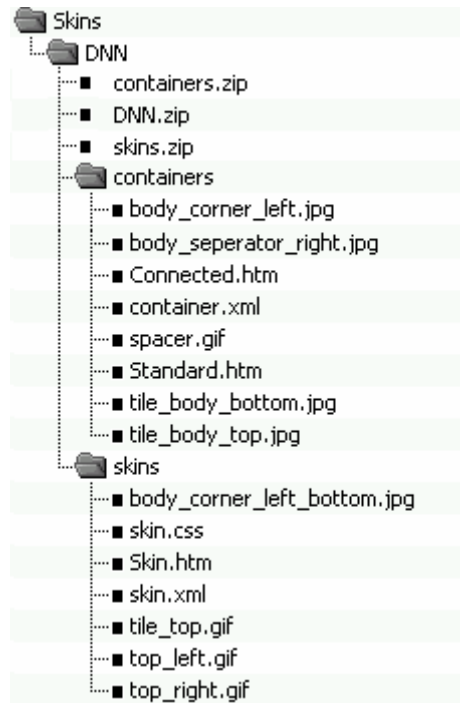 Skins
DNN
containers.zip
DNN.zip
skins.zip
containers
body_corner_left.jpg
body_seperator_right.jpg
Connected.htm
container.xml
spacer.gif
Standard.htm
tile_body_bottom.jpg
tile_body_top.jpg
skins
body_corner_left_bottom.jpg
skin.css
Skin.htm
skin.xml
tile_top.gif
top_left.gif
top_right.gif